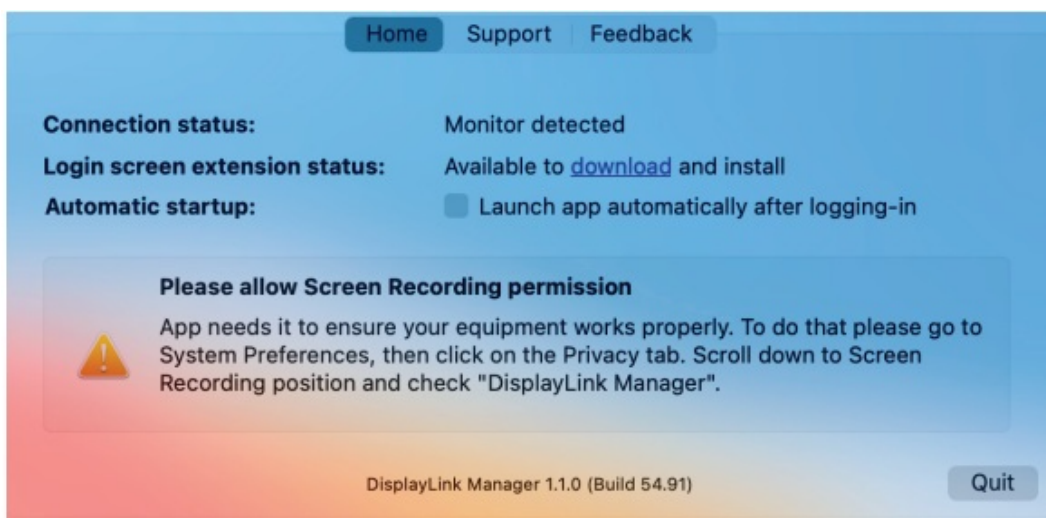 Home Support Feedback
Connection status: Monitor detected
Login screen extension status: Available to download and install
Automatic startup: Launch app automatically after logging-in
Please allow Screen Recording permission
App needs it to ensure your equipment works properly. To do that please go to
System Preferences, then click on the Privacy tab. Scroll down to Screen
Recording position and check "DisplayLink Manager".
DisplayLink Manager 1.1.0 (Build 54.91)
Quit